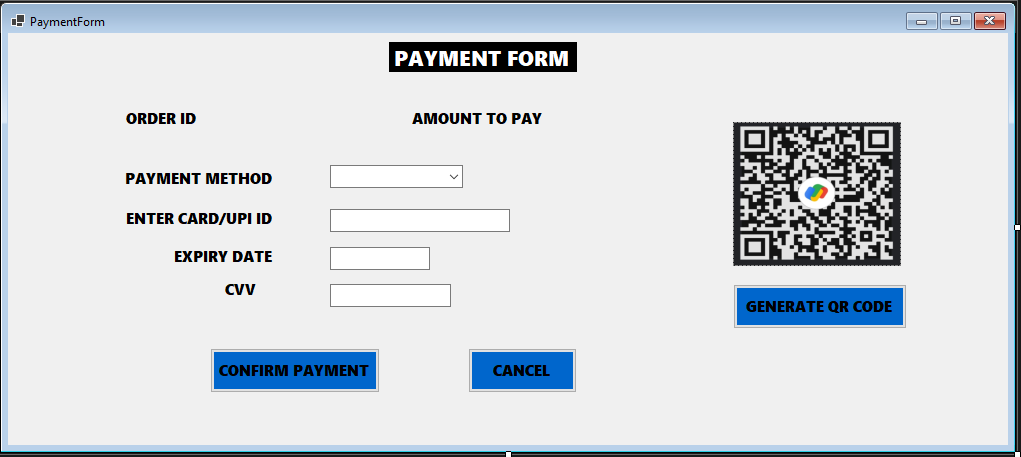 PaymentForm
PAYMENT FORM
ORDER ID
AMOUNT TO PAY
PAYMENT METHOD
ENTER CARD/UPI ID
EXPIRY DATE
CVV
GENERATE QR CODE
CONFIRM PAYMENT
CANCEL